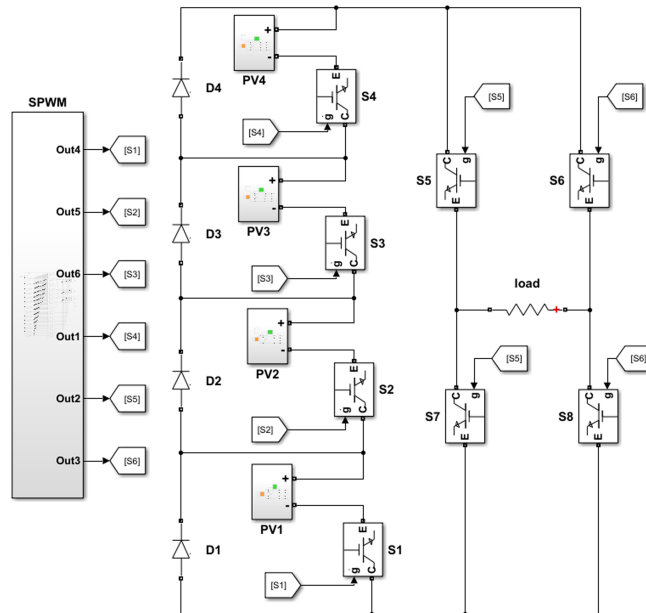 SPWM
Out4
[S1]
Out5
[S2]
Out6
[S3]
Out1
[S4]
Out2
[S5]
Out3
[S6]
D4
+
-
PV4
E
g
C
S4
[S4]
D3
+
-
PV3
E
g
C
S3
[S3]
D2
+
-
PV2
E
g
C
S2
[S2]
D1
+
-
PV1
E
g
C
S1
[S1]
[S5]
C
g
E
S5
[S6]
C
g
E
S6
load
+
[S5]
C
g
E
S7
[S6]
C
g
E
S8